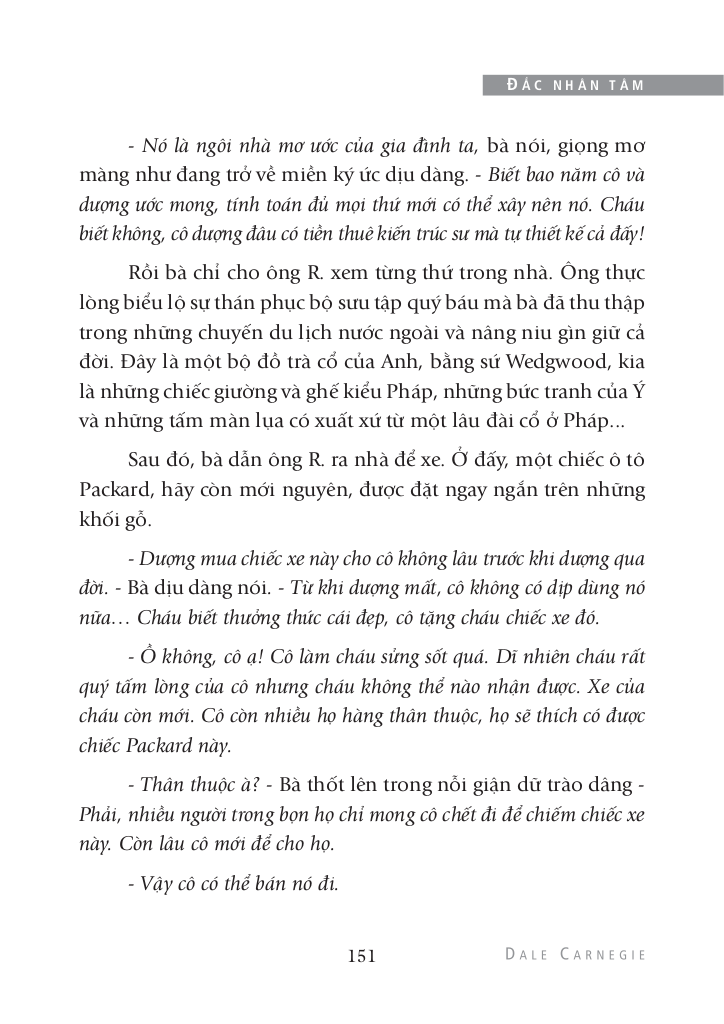 ĐẮC NHÂN TÂM
- Nó là ngôi nhà mơ ước của gia đình ta, bà nói, giọng mơ
màng như đang trở về miền ký ức dịu dàng. - Biết bao năm cô và
dượng ước mong, tính toán đủ mọi thứ mới có thể xây nên nó. Cháu
biết không, cô dượng đâu có tiền thuê kiến trúc sư mà tự thiết kế cả đấy!
Rồi bà chỉ cho ông R. xem từng thứ trong nhà. Ông thực
lòng biểu lộ sự thán phục bộ sưu tập quý báu mà bà đã thu thập
trong những chuyến du lịch nước ngoài và nâng niu gìn giữ cả
đời. Đây là một bộ đồ trà cổ của Anh, bằng sứ Wedgwood, kia
là những chiếc giường và ghế kiểu Pháp, những bức tranh của Ý
và những tấm màn lụa có xuất xứ từ một lâu đài cổ ở Pháp...
Sau đó, bà dẫn ông R. ra nhà để xe. Ở đấy, một chiếc ô tô
Packard, hãy còn mới nguyên, được đặt ngay ngắn trên những
khối gỗ.
- Dượng mua chiếc xe này cho cô không lâu trước khi dượng qua
đời. - Bà dịu dàng nói. - Từ khi dượng mất, cô không có dịp dùng nó
nữa… Cháu biết thưởng thức cái đẹp, cô tặng cháu chiếc xe đó.
- Ồ không, cô ạ! Cô làm cháu sửng sốt quá. Dĩ nhiên cháu rất
quý tấm lòng của cô nhưng cháu không thể nào nhận được. Xe của
cháu còn mới. Cô còn nhiều họ hàng thân thuộc, họ sẽ thích có được
chiếc Packard này.
- Thân thuộc à? - Bà thốt lên trong nỗi giận dữ trào dâng -
Phải, nhiều người trong bọn họ chỉ mong cô chết đi để chiếm chiếc xe
này. Còn lâu cô mới để cho họ.
- Vậy cô có thể bán nó đi.
151
DALE CARNEGIE